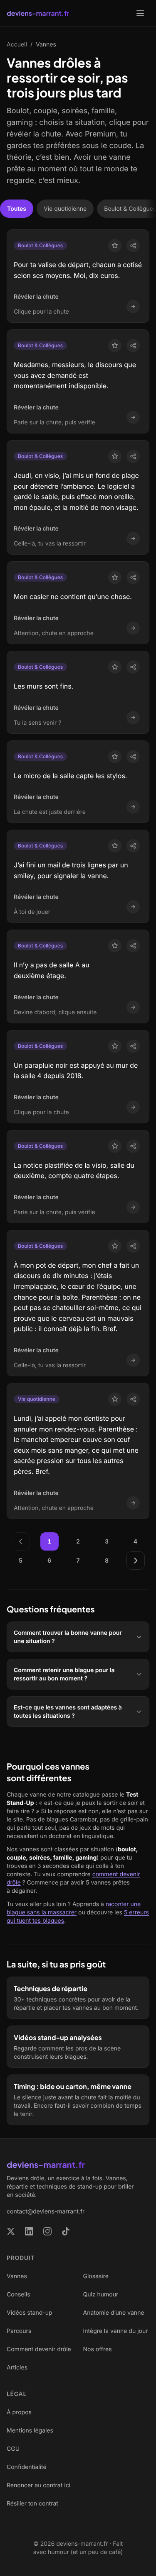 deviens-marrant.fr
Accueil / Vannes
Vannes drôles à
ressortir ce soir, pas
trois jours plus tard
Boulot, couple, soirées, famille,
gaming : choisis ta situation, clique pour
révéler la chute. Avec Premium, tu
gardes tes préférées sous le coude. La
théorie, c'est bien. Avoir une vanne
prête au moment où tout le monde te
regarde, c'est mieux.
Toutes
Vie quotidienne
Boulot & Collègues
Boulot & Collègues
Pour ta valise de départ, chacun a cotisé
selon ses moyens. Moi, dix euros.
Révéler la chute
Clique pour la chute
Boulot & Collègues
Mesdames, messieurs, le discours que
vous avez demandé est
momentanément indisponible.
Révéler la chute
Parie sur la chute, puis vérifie
Boulot & Collègues
Jeudi, en visio, j'ai mis un fond de plage
pour détendre l'ambiance. Le logiciel a
gardé le sable, puis effacé mon oreille,
mon épaule, et la moitié de mon visage.
Révéler la chute
Celle-là, tu vas la ressortir
Boulot & Collègues
Mon casier ne contient qu'une chose.
Révéler la chute
Attention, chute en approche
Boulot & Collègues
Les murs sont fins.
Révéler la chute
Tu la sens venir ?
Boulot & Collègues
Le micro de la salle capte les stylos.
Révéler la chute
La chute est juste derrière
Boulot & Collègues
J'ai fini un mail de trois lignes par un
smiley, pour signaler la vanne.
Révéler la chute
À toi de jouer
Boulot & Collègues
Il n'y a pas de salle A au
deuxième étage.
Révéler la chute
Devine d'abord, clique ensuite
Boulot & Collègues
Un parapluie noir est appuyé au mur de
la salle 4 depuis 2018.
Révéler la chute
Clique pour la chute
Boulot & Collègues
La notice plastifiée de la visio, salle du
deuxième, compte quatre étapes.
Révéler la chute
Parie sur la chute, puis vérifie
Boulot & Collègues
À mon pot de départ, mon chef a fait un
discours de dix minutes : j'étais
irremplaçable, le cœur de l'équipe, une
chance pour la boîte. Parenthèse : on ne
peut pas se chatouiller soi-même, ce qui
prouve que le cerveau est un mauvais
public : il connaît déjà la fin. Bref.
Révéler la chute
Celle-là, tu vas la ressortir
Vie quotidienne
Lundi, j'ai appelé mon dentiste pour
annuler mon rendez-vous. Parenthèse :
le manchot empereur couve son œuf
deux mois sans manger, ce qui met une
sacrée pression sur tous les autres
pères. Bref.
Révéler la chute
Attention, chute en approche
1 2 3 4
5 6 7 8
Questions fréquentes
Comment trouver la bonne vanne pour
une situation ?
Comment retenir une blague pour la
ressortir au bon moment ?
Est-ce que les vannes sont adaptées à
toutes les situations ?
Pourquoi ces vannes
sont différentes
Chaque vanne de notre catalogue passe le Test
Stand-Up : « est-ce que je peux la sortir ce soir et
faire rire ? » Si la réponse est non, elle est pas sur le
site. Pas de blagues Carambar, pas de grills-pain
dont tout le monde se fout, pas de jeux de mots qui
nécessitent un doctorat en linguistique.
Nos vannes sont classées par situation (boulot,
couple, soirées, famille, gaming) pour que tu
trouves en 3 secondes celle qui colle à ton
contexte. Tu veux comprendre comment devenir
drôle ? Commence par avoir 5 vannes prêtes
à dégainer.
Tu veux aller plus loin ? Apprends à raconter une
blague sans la massacrer ou découvre les 5 erreurs
qui tuent tes blagues.
La suite, si tu as pris goût
Techniques de répartie
30+ techniques concrètes pour avoir de la
répartie et placer tes vannes au bon moment.
Vidéos stand-up analysées
Regarde comment les pros de la scène
construisent leurs blagues.
Timing : bide ou carton, même vanne
Le silence juste avant la chute fait la moitié du
travail. Encore faut-il savoir combien de temps
le tenir.
deviens-marrant.fr
Deviens drôle, un exercice à la fois. Vannes,
répartie et techniques de stand-up pour briller
en société.
contact@deviens-marrant.fr
PRODUIT
Vannes
Glossaire
Conseils
Quiz humour
Vidéos stand-up
Anatomie d'une vanne
Parcours
Intègre la vanne du jour
Comment devenir drôle
Nos offres
Articles
LÉGAL
À propos
Mentions légales
CGU
Confidentialité
Renoncer au contrat ici
Résilier ton contrat
© 2026 deviens-marrant.fr · Fait
avec humour (et un peu de café)